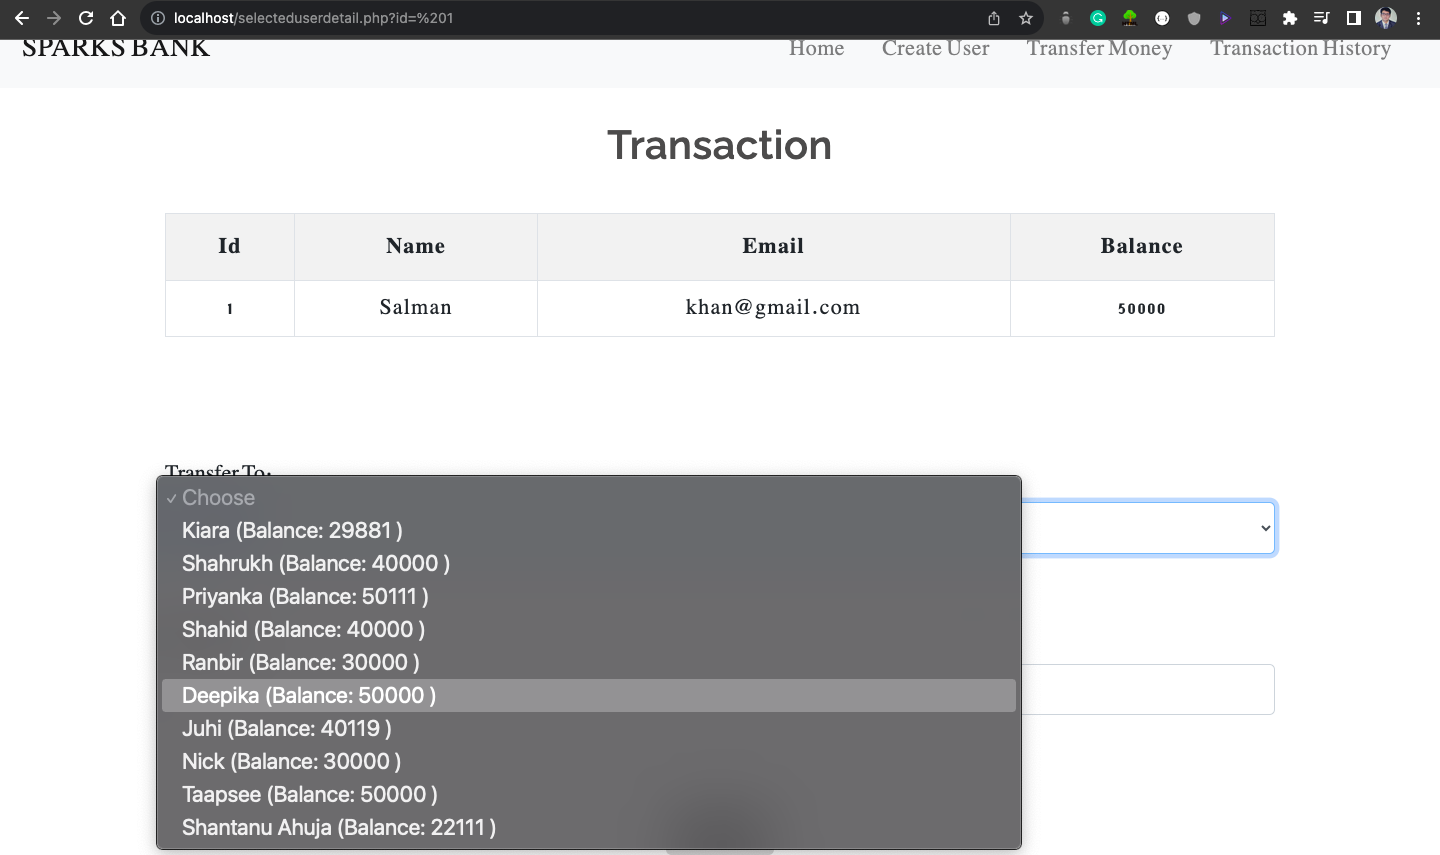 localhost/selecteduserdetail.php?id=%201
SPARKS BANK
Home Create User Transfer Money Transaction History
Transaction
Id Name Email Balance
1 Salman khan@gmail.com 50000
Transfer To:
✓ Choose
Kiara (Balance: 29881 )
Shahrukh (Balance: 40000 )
Priyanka (Balance: 50111 )
Shahid (Balance: 40000 )
Ranbir (Balance: 30000 )
Deepika (Balance: 50000 )
Juhi (Balance: 40119 )
Nick (Balance: 30000 )
Taapsee (Balance: 50000 )
Shantanu Ahuja (Balance: 22111 )